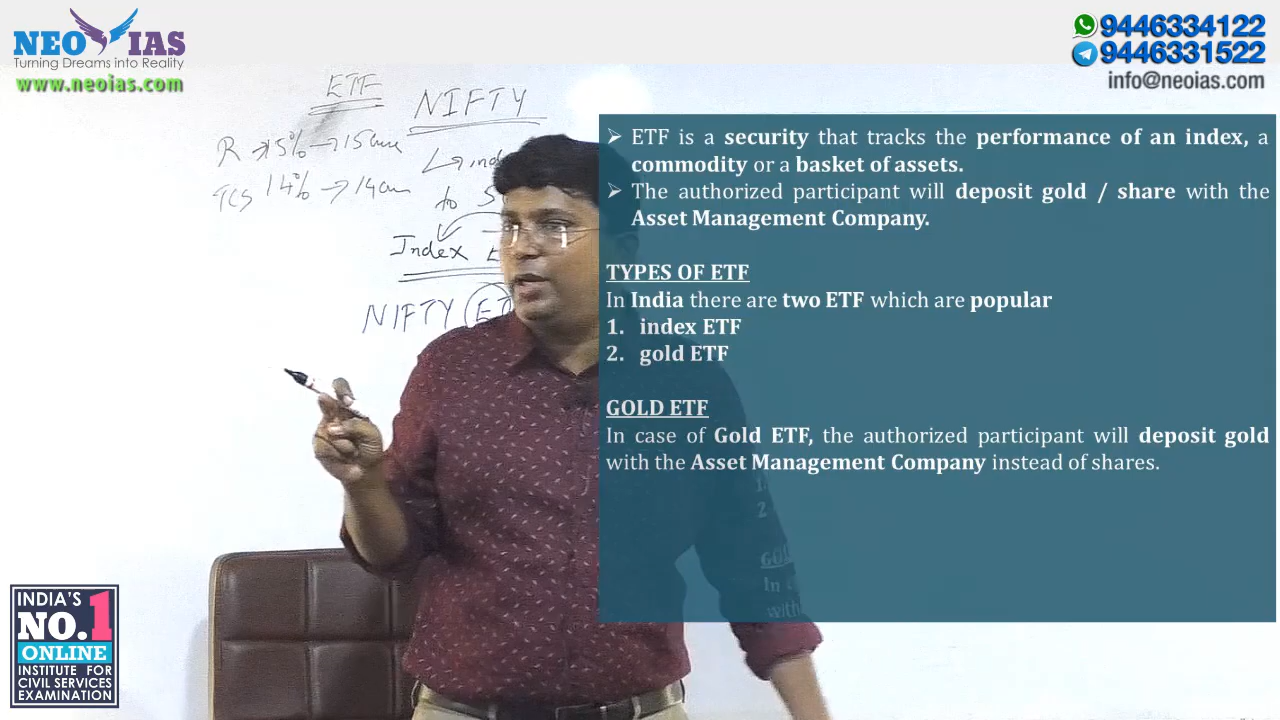 NEO IAS
Turning Dreams into Reality
www.neoias.com
9446334122
9446331522
info@neoias.com
ETF
NIFTY
R → 15% → 15
TCS 14% → 14
to
Index
NIFTY
➢ ETF is a security that tracks the performance of an index, a
commodity or a basket of assets.
➢ The authorized participant will deposit gold / share with the
Asset Management Company.
TYPES OF ETF
In India there are two ETF which are popular
1. index ETF
2. gold ETF
GOLD ETF
In case of Gold ETF, the authorized participant will deposit gold
with the Asset Management Company instead of shares.
INDIA'S
NO.1
ONLINE
INSTITUTE FOR
CIVIL SERVICES
EXAMINATION